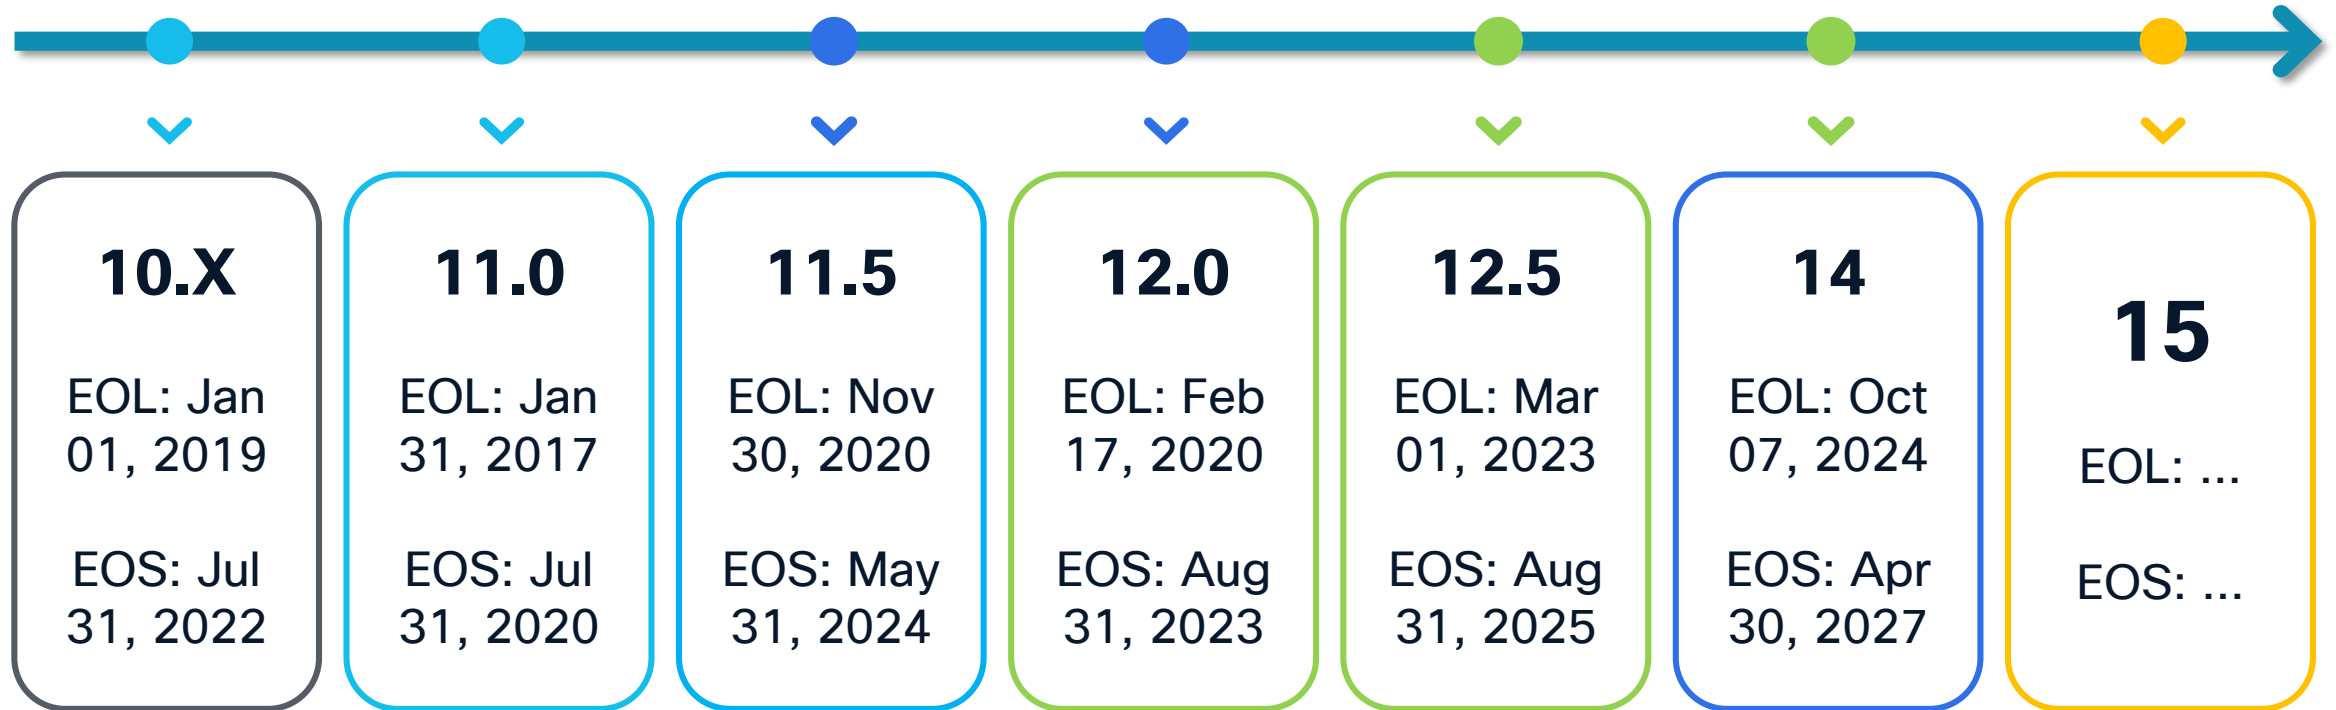 10.X
EOL: Jan
01, 2019
EOS: Jul
31, 2022
11.0
EOL: Jan
31, 2017
EOS: Jul
31, 2020
11.5
EOL: Nov
30, 2020
EOS: May
31, 2024
12.0
EOL: Feb
17, 2020
EOS: Aug
31, 2023
12.5
EOL: Mar
01, 2023
EOS: Aug
31, 2025
14
EOL: Oct
07, 2024
EOS: Apr
30, 2027
15
EOL: ...
EOS: ...